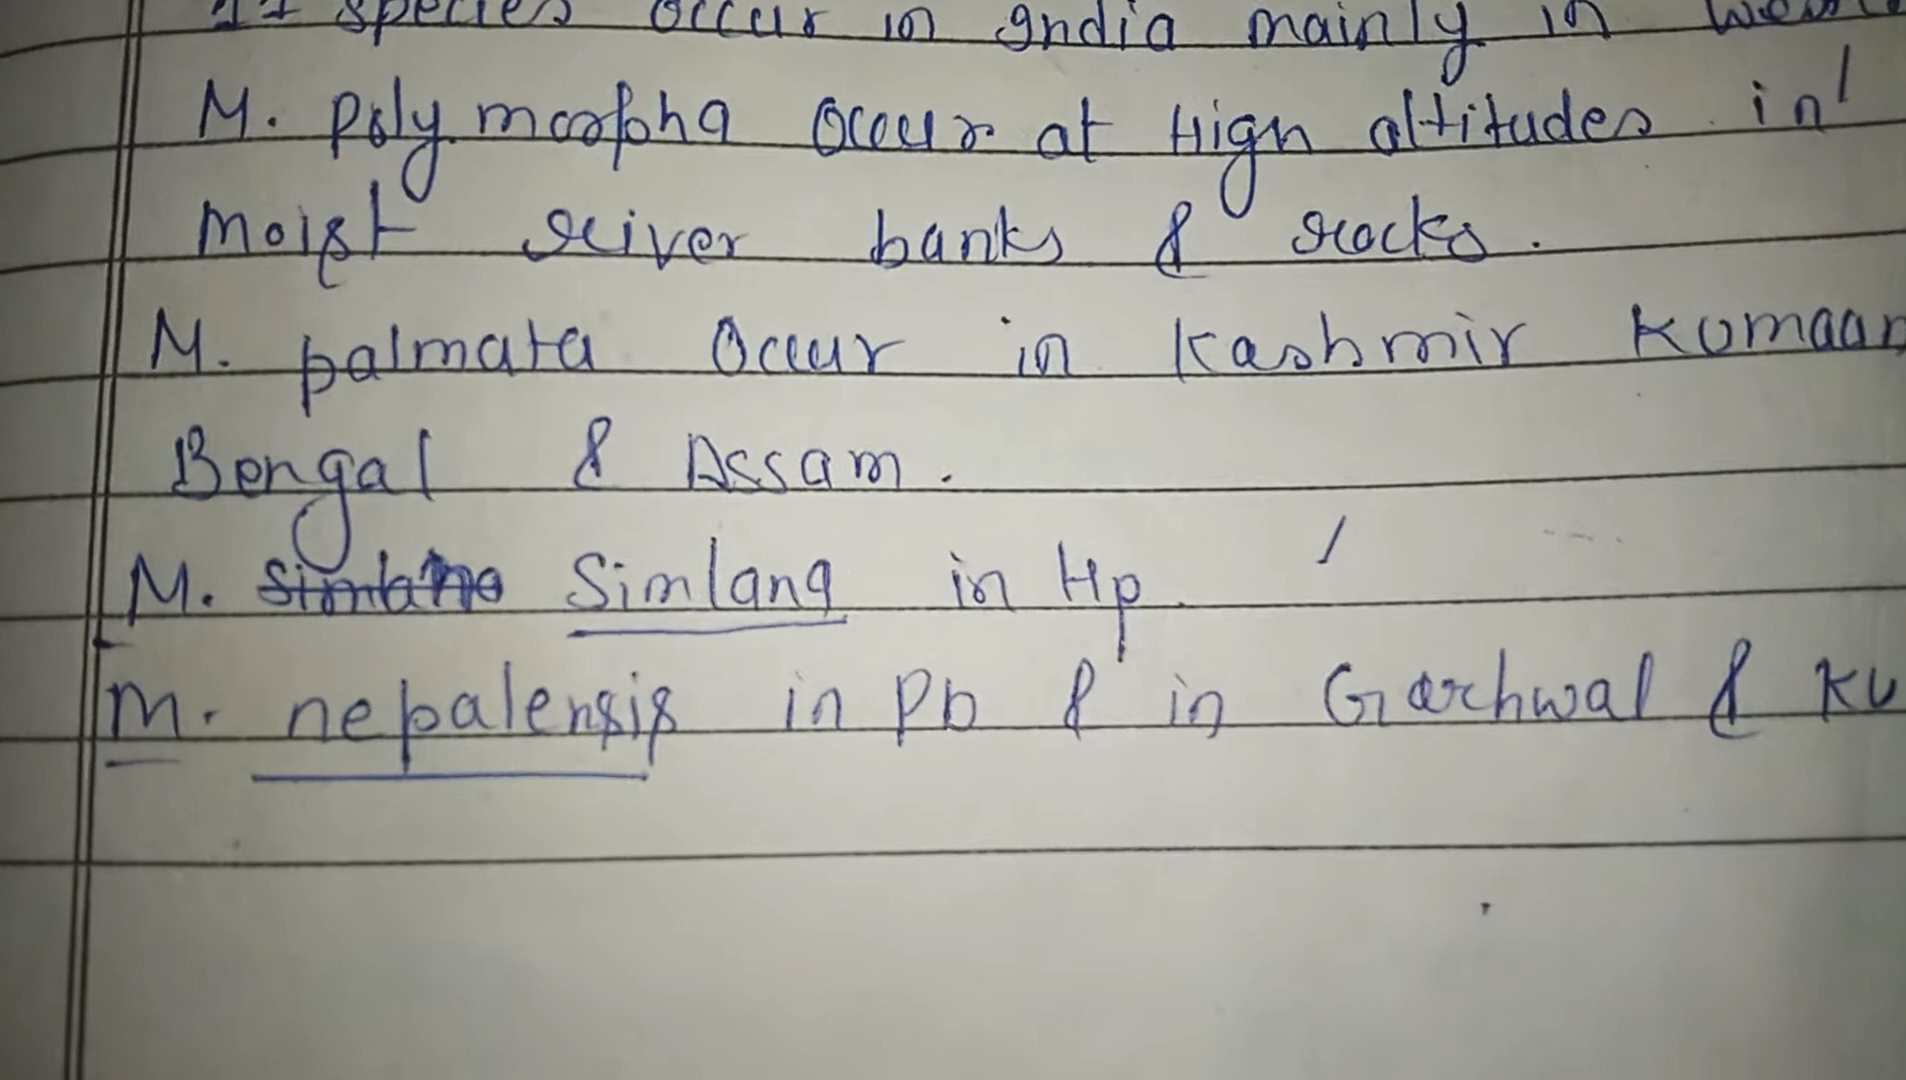 species occur in India mainly in
M. Polymorpha Occur at High altitudes in
Moist river banks & rocks.
M. palmata Occur in Kashmir Kumaan
Bengal & Assam.
M. Simlana in Hp.
M. nepalensis in Pb & in Garhwal & Ku